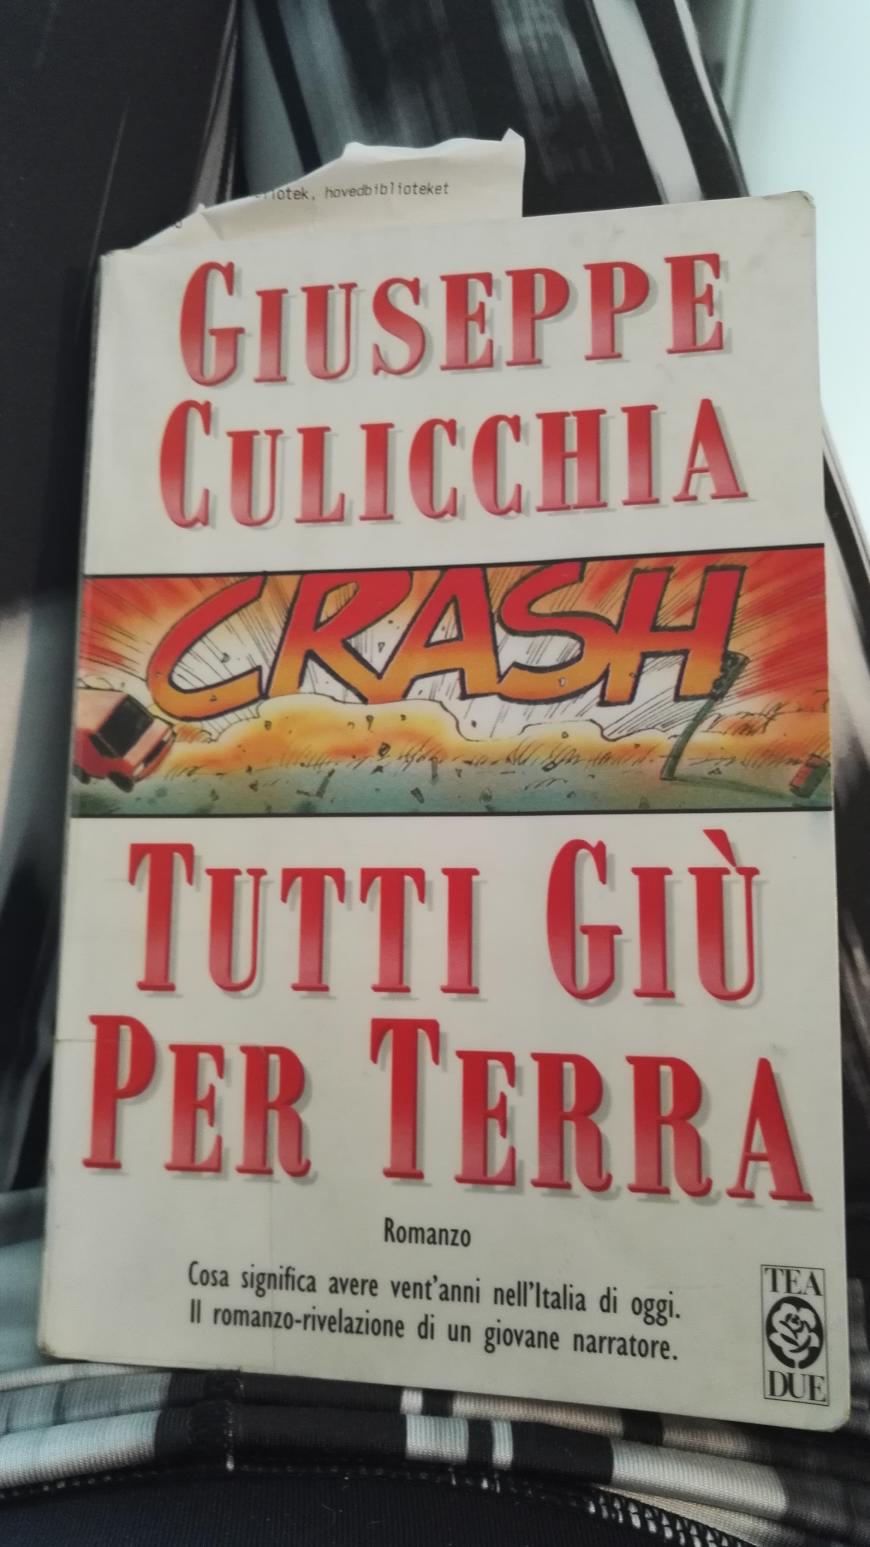 hovedbiblioteket
GIUSEPPE
CULICCHIA
CRASH
TUTTI GIÙ
PER TERRA
Romanzo
Cosa significa avere vent'anni nell'Italia di oggi.
Il romanzo-rivelazione di un giovane narratore.
TEA
DUE